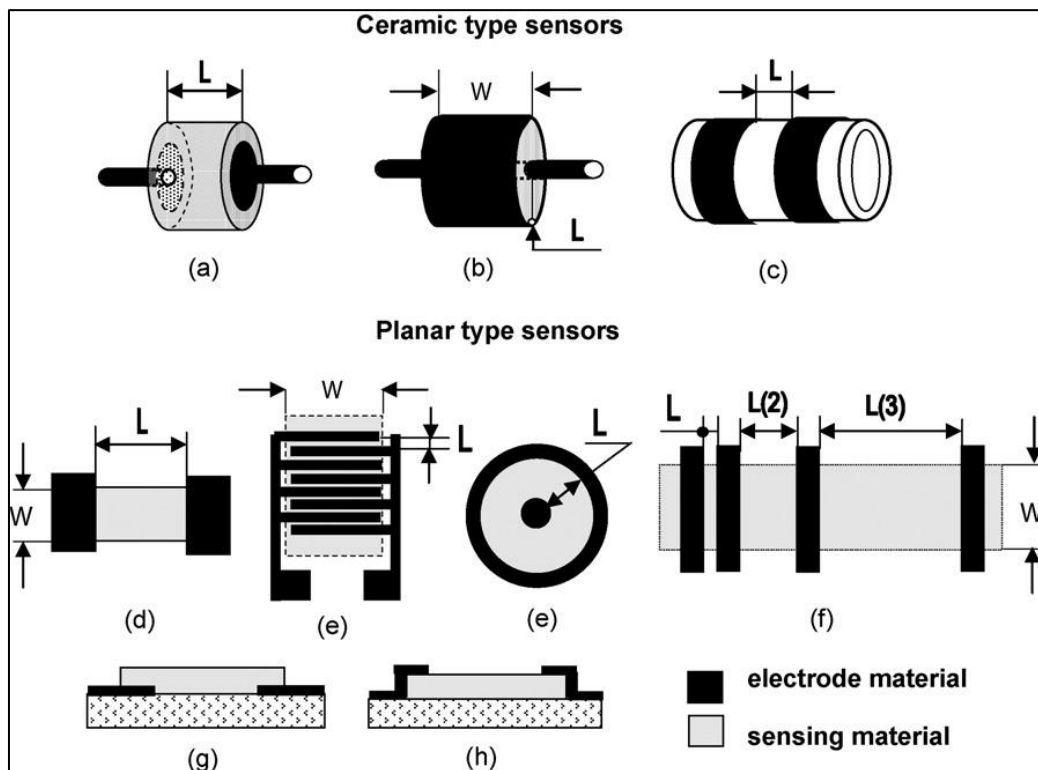 Ceramic type sensors
L
W
L
L
(a)
(b)
(c)
Planar type sensors
W
L
L
W
L
L
L(2)
L(3)
W
(d)
(e)
(e)
(f)
electrode material
sensing material
(g)
(h)